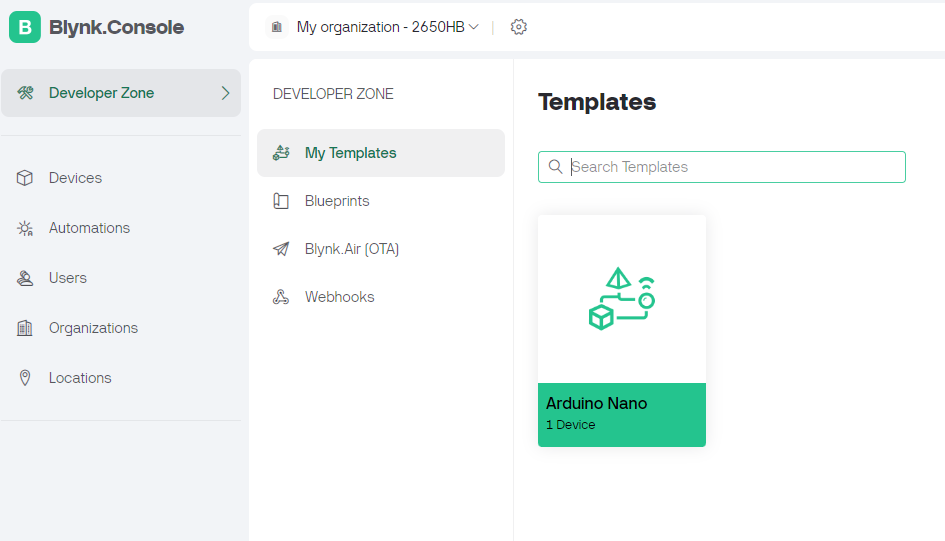 B Blynk.Console
My organization - 2650HB
Developer Zone
Devices
Automations
Users
Organizations
Locations
DEVELOPER ZONE
My Templates
Blueprints
Blynk.Air (OTA)
Webhooks
Templates
Search Templates
Arduino Nano
1 Device